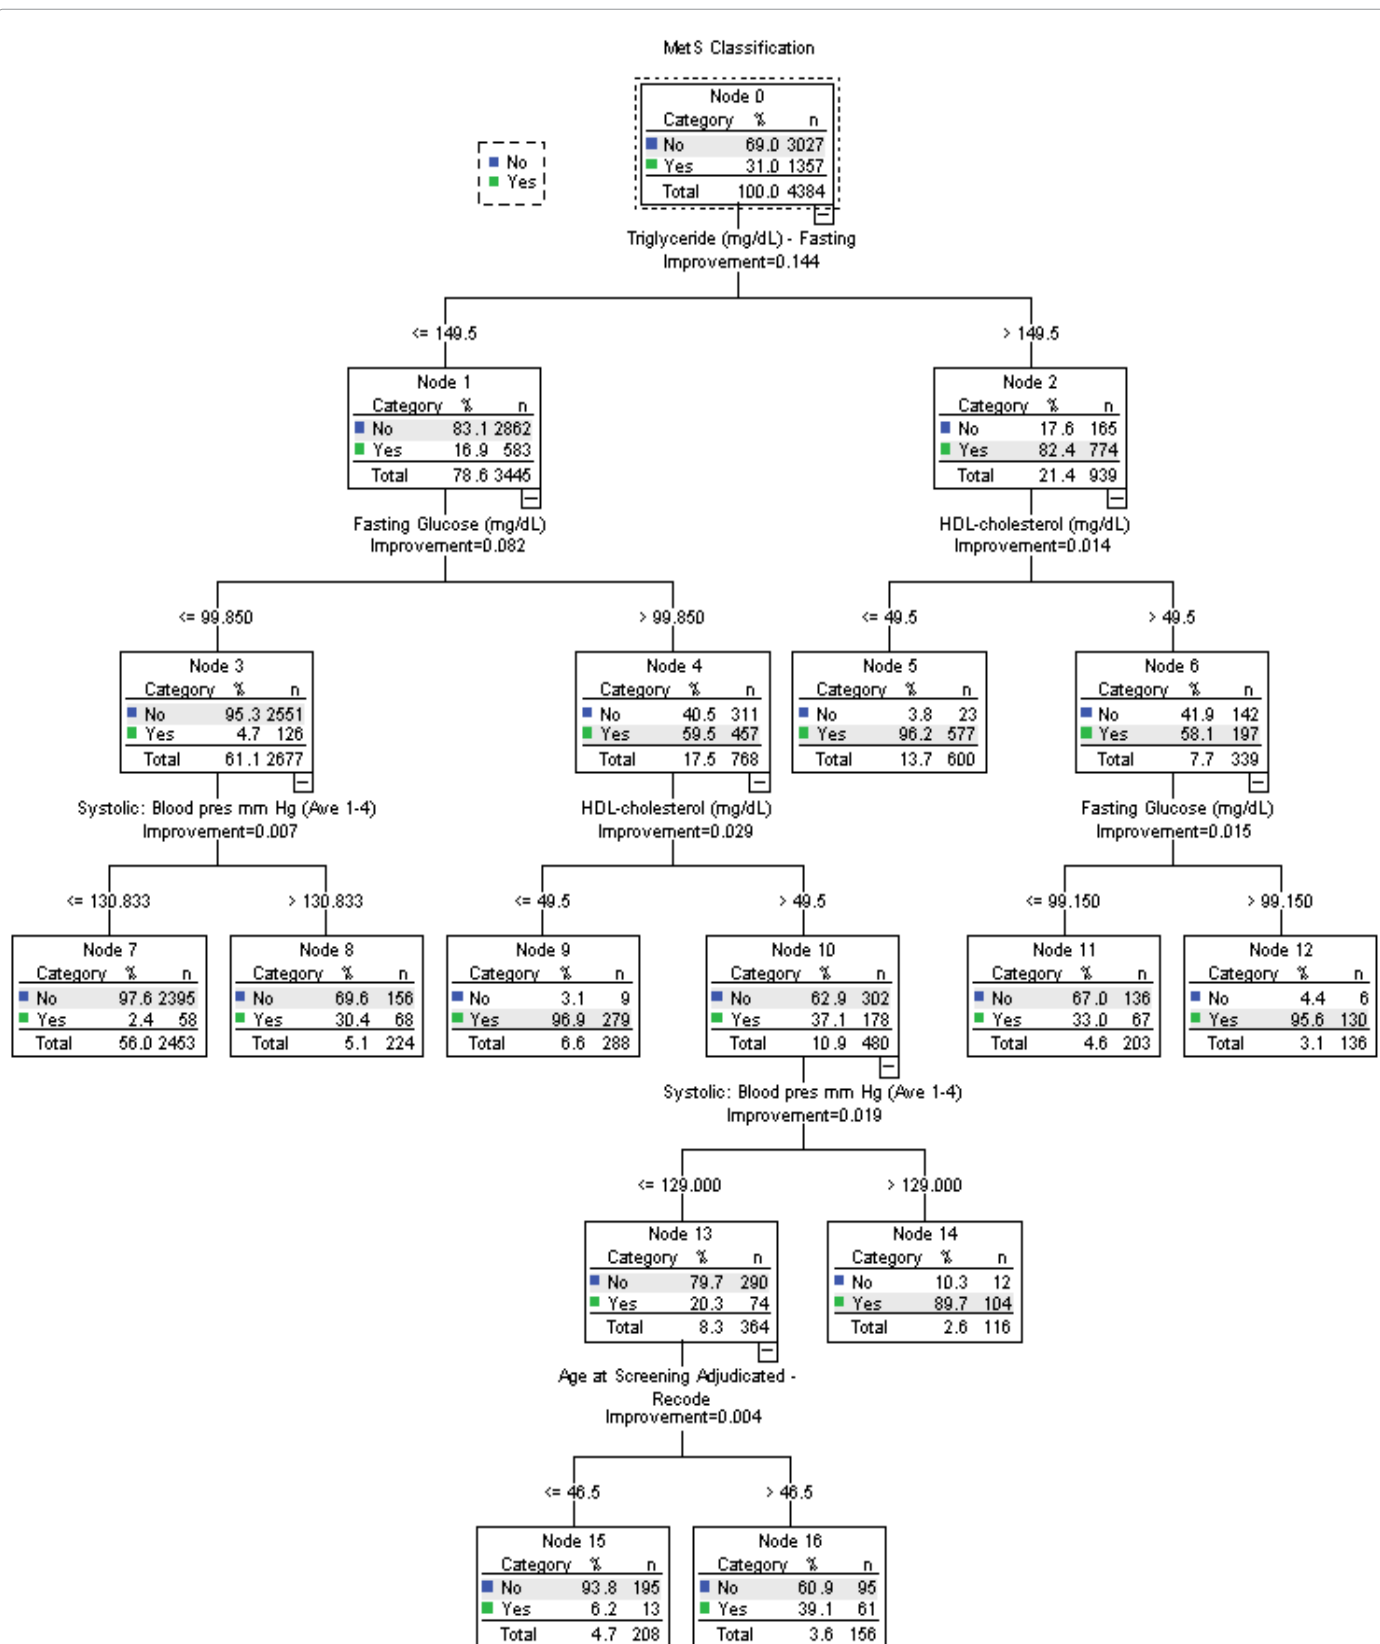 MetS Classification
Node 0
Category % n
No 69.0 3027
Yes 31.0 1357
Total 100.0 4384
No
Yes
Triglyceride (mg/dL) - Fasting
Improvement=0.144
<= 149.5
> 149.5
Node 1
Category % n
No 83.1 2862
Yes 16.9 583
Total 78.6 3445
Node 2
Category % n
No 17.6 165
Yes 82.4 774
Total 21.4 939
Fasting Glucose (mg/dL)
Improvement=0.082
HDL-cholesterol (mg/dL)
Improvement=0.014
<= 99.850
> 99.850
<= 49.5
> 49.5
Node 3
Category % n
No 95.3 2551
Yes 4.7 126
Total 61.1 2677
Node 4
Category % n
No 40.5 311
Yes 59.5 457
Total 17.5 768
Node 5
Category % n
No 3.8 23
Yes 96.2 577
Total 13.7 600
Node 6
Category % n
No 41.9 142
Yes 58.1 197
Total 7.7 339
Systolic: Blood pres mm Hg (Ave 1-4)
Improvement=0.007
HDL-cholesterol (mg/dL)
Improvement=0.029
Fasting Glucose (mg/dL)
Improvement=0.015
<= 130.833
> 130.833
<= 49.5
> 49.5
<= 99.150
> 99.150
Node 7
Category % n
No 97.6 2395
Yes 2.4 58
Total 56.0 2453
Node 8
Category % n
No 69.6 156
Yes 30.4 68
Total 5.1 224
Node 9
Category % n
No 3.1 9
Yes 96.9 279
Total 6.6 288
Node 10
Category % n
No 62.9 302
Yes 37.1 178
Total 10.9 480
Node 11
Category % n
No 67.0 136
Yes 33.0 67
Total 4.6 203
Node 12
Category % n
No 4.4 6
Yes 95.6 130
Total 3.1 136
Systolic: Blood pres mm Hg (Ave 1-4)
Improvement=0.019
<= 129.000
> 129.000
Node 13
Category % n
No 79.7 290
Yes 20.3 74
Total 8.3 364
Node 14
Category % n
No 10.3 12
Yes 89.7 104
Total 2.6 116
Age at Screening Adjudicated -
Recode
Improvement=0.004
<= 46.5
> 46.5
Node 15
Category % n
No 93.8 195
Yes 6.2 13
Total 4.7 208
Node 16
Category % n
No 60.9 95
Yes 39.1 61
Total 3.6 156